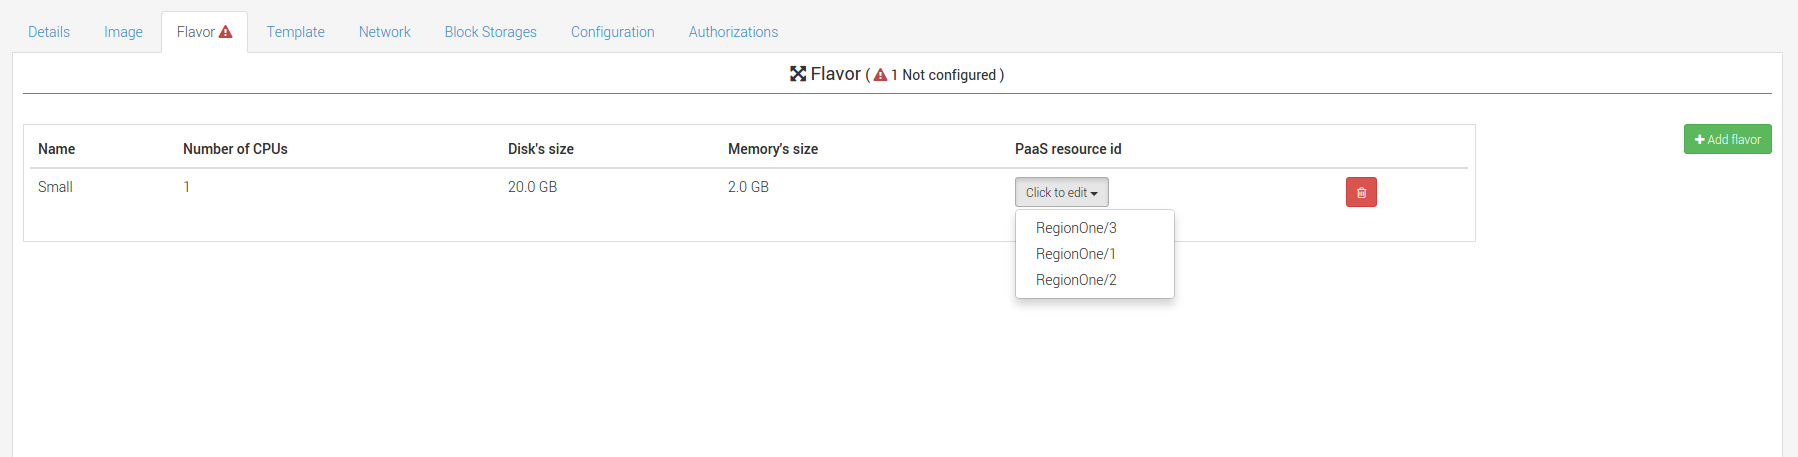 Details Image Flavor Template Network Block Storages Configuration Authorizations
Flavor ( 1 Not configured )
Add flavor
Name Number of CPUs Disk's size Memory's size PaaS resource id
Small 1 20.0 GB 2.0 GB Click to edit
RegionOne/3
RegionOne/1
RegionOne/2